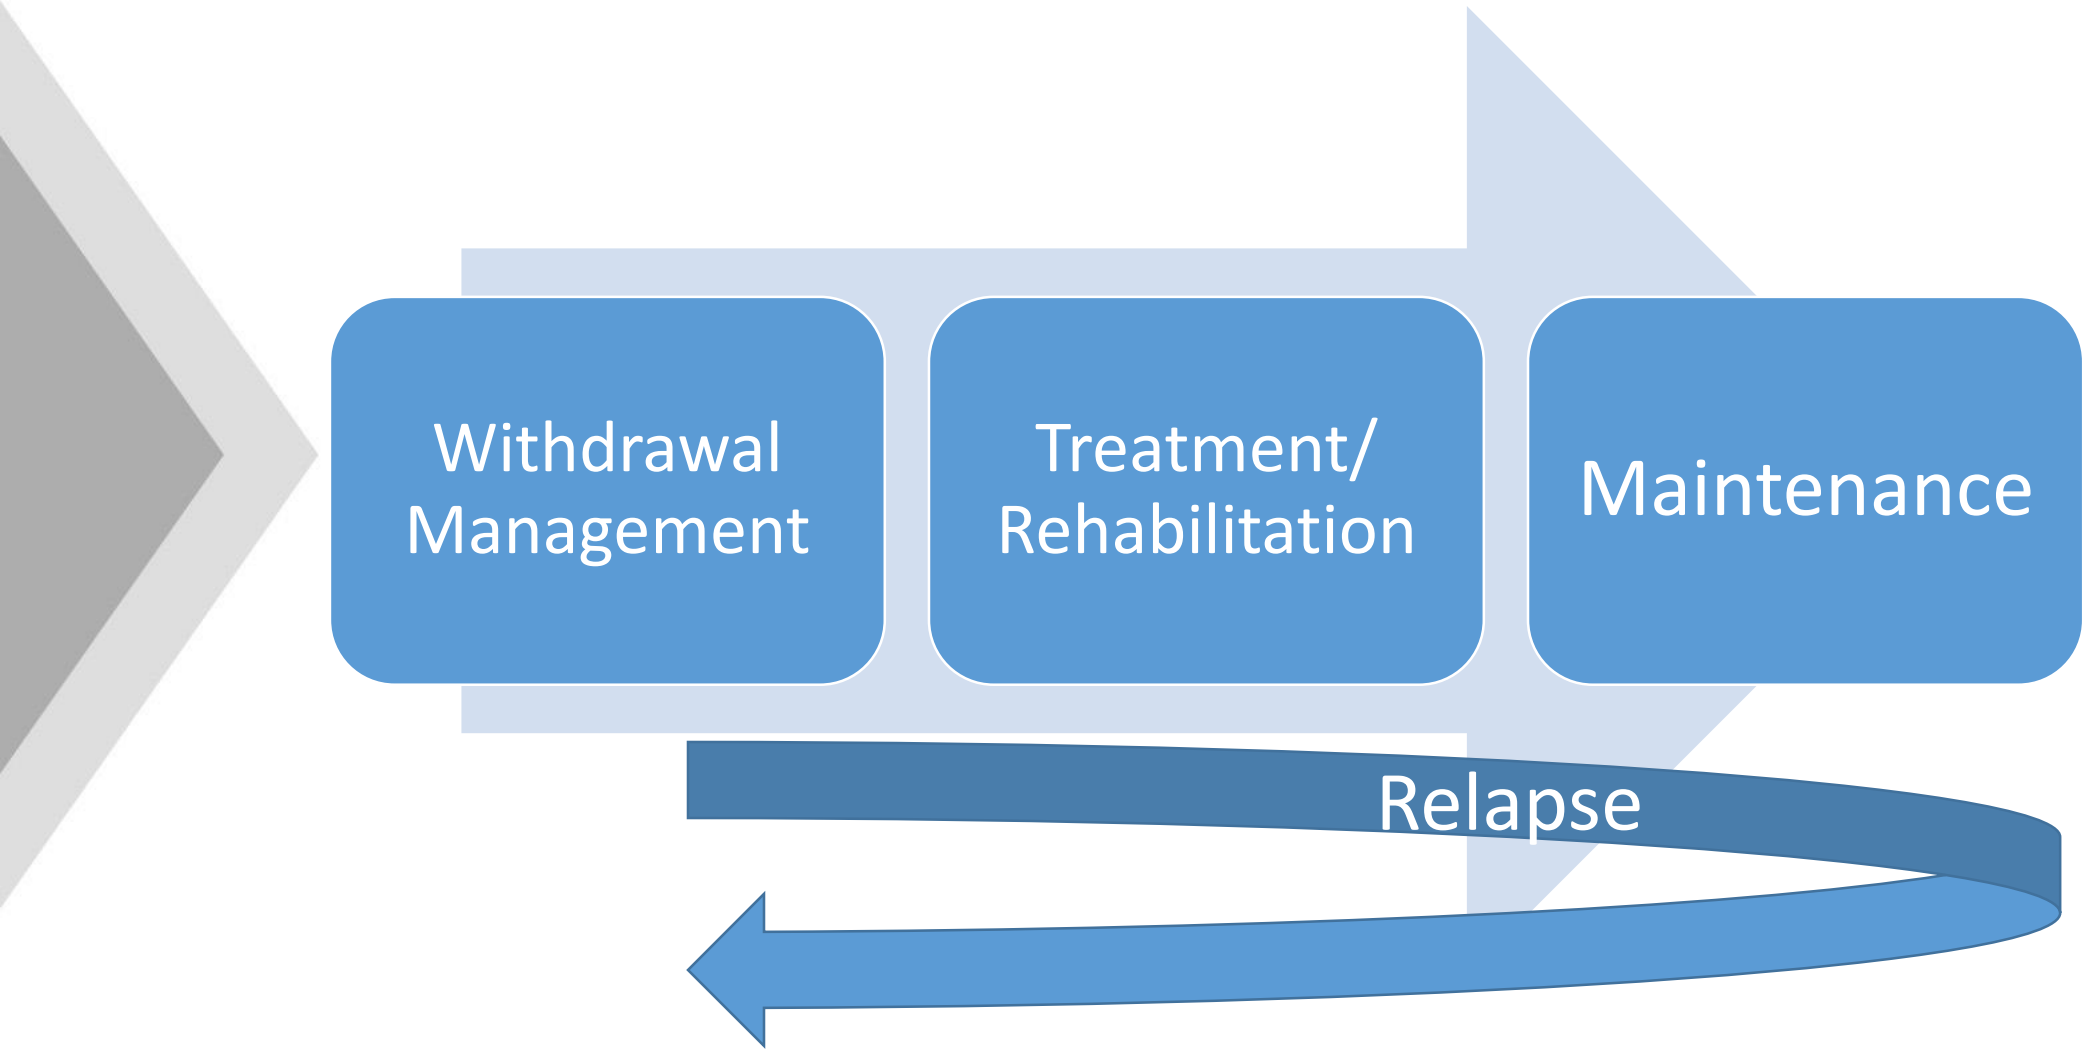 Withdrawal
Management
Treatment/
Rehabilitation
Maintenance
Relapse